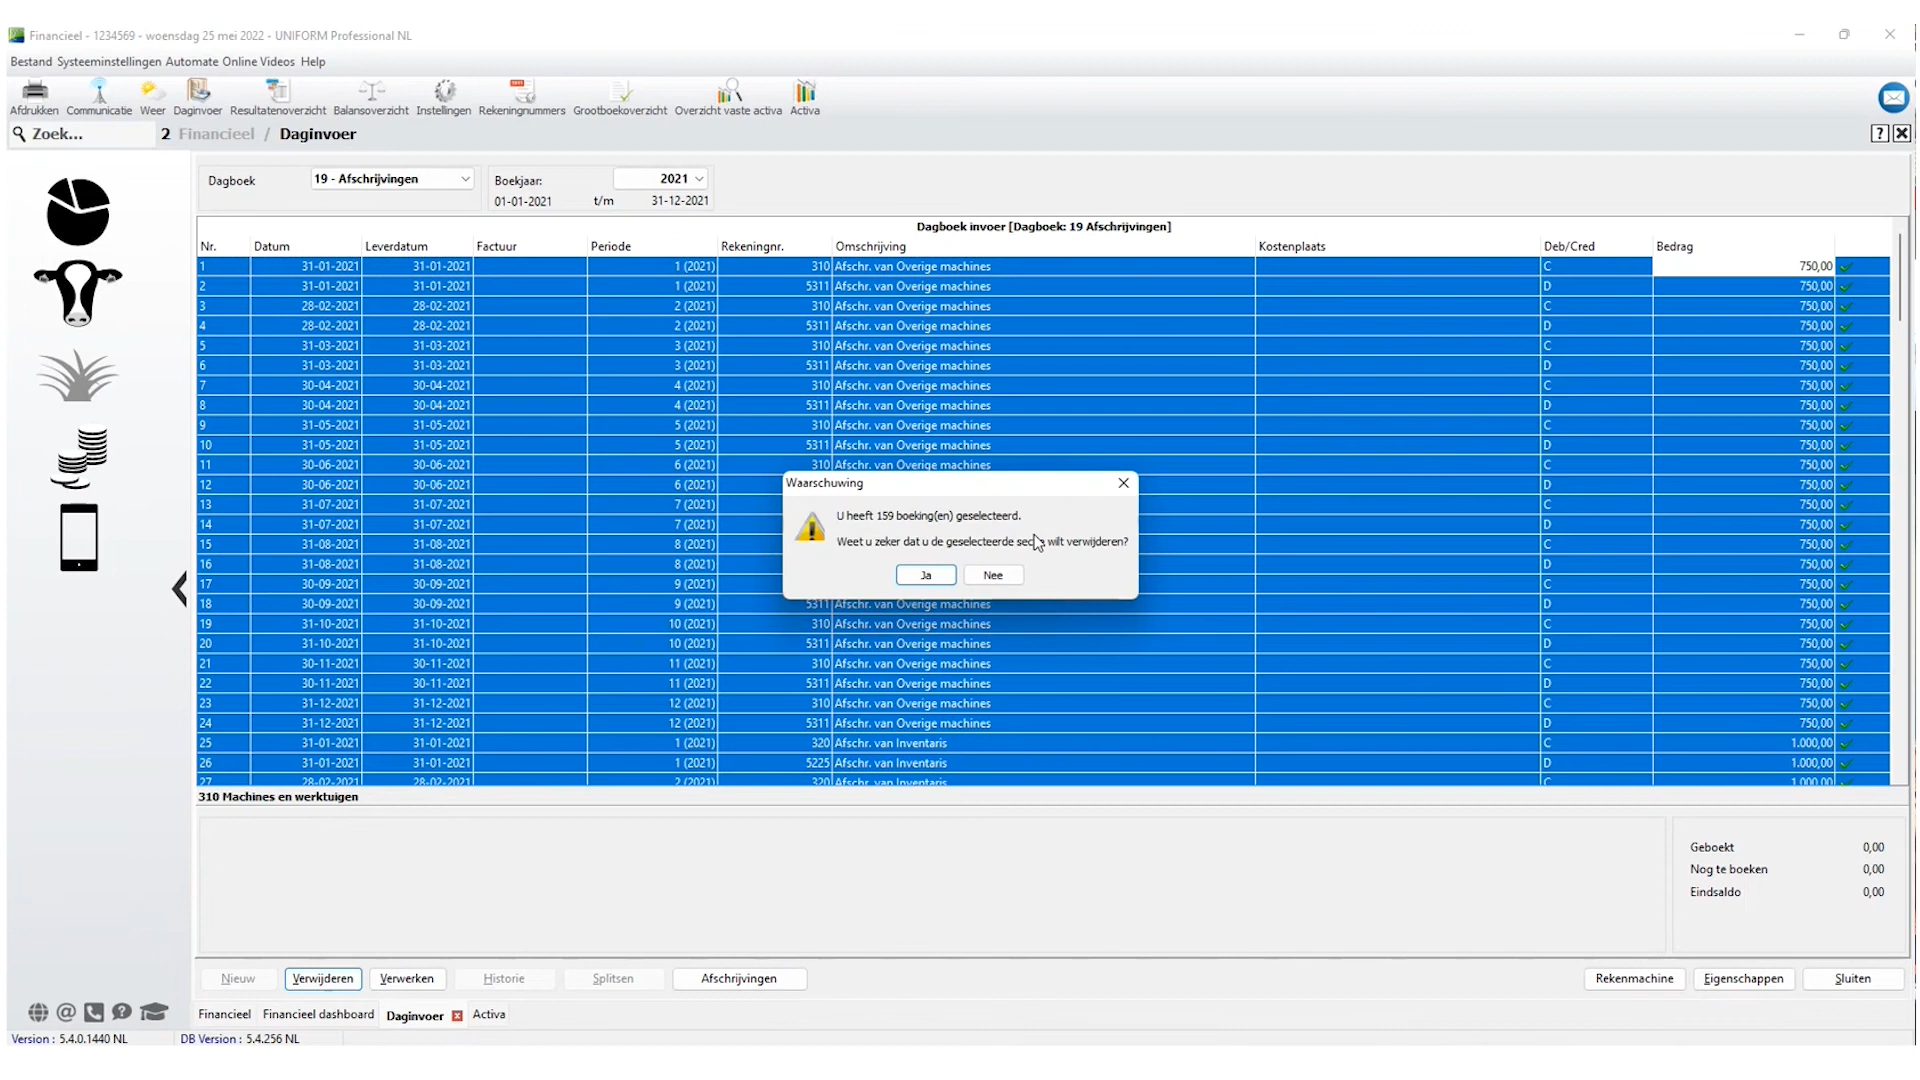 Financieel - 1234569 - woensdag 25 mei 2022 - UNIFORM Professional NL
Bestand Systeeminstellingen Automate Online Videos Help
Afdrukken Communicatie Weer Daginvoer Resultatenoverzicht Balansoverzicht Instellingen Rekeningnummers Grootboekoverzicht Overzicht vaste activa Activa
Zoek... 2 Financieel / Daginvoer
Dagboek 19 - Afschrijvingen Boekjaar: 2021
01-01-2021 t/m 31-12-2021
Dagboek invoer [Dagboek: 19 Afschrijvingen]
Nr. Datum Leverdatum Factuur Periode Rekeningnr. Omschrijving Kostenplaats Deb/Cred Bedrag
1 31-01-2021 31-01-2021 1 (2021) 310 Afschr. van Overige machines C 750,00
2 31-01-2021 31-01-2021 1 (2021) 5311 Afschr. van Overige machines D 750,00
3 28-02-2021 28-02-2021 2 (2021) 310 Afschr. van Overige machines C 750,00
4 28-02-2021 28-02-2021 2 (2021) 5311 Afschr. van Overige machines D 750,00
5 31-03-2021 31-03-2021 3 (2021) 310 Afschr. van Overige machines C 750,00
6 31-03-2021 31-03-2021 3 (2021) 5311 Afschr. van Overige machines D 750,00
7 30-04-2021 30-04-2021 4 (2021) 310 Afschr. van Overige machines C 750,00
8 30-04-2021 30-04-2021 4 (2021) 5311 Afschr. van Overige machines D 750,00
9 31-05-2021 31-05-2021 5 (2021) 310 Afschr. van Overige machines C 750,00
10 31-05-2021 31-05-2021 5 (2021) 5311 Afschr. van Overige machines D 750,00
11 30-06-2021 30-06-2021 6 (2021) 310 Afschr. van Overige machines C 750,00
12 30-06-2021 30-06-2021 6 (2021) D 750,00
13 31-07-2021 31-07-2021 7 (2021) C 750,00
14 31-07-2021 31-07-2021 7 (2021) D 750,00
15 31-08-2021 31-08-2021 8 (2021) C 750,00
16 31-08-2021 31-08-2021 8 (2021) D 750,00
17 30-09-2021 30-09-2021 9 (2021) C 750,00
18 30-09-2021 30-09-2021 9 (2021) 5311 Afschr. van Overige machines D 750,00
19 31-10-2021 31-10-2021 10 (2021) 310 Afschr. van Overige machines C 750,00
20 31-10-2021 31-10-2021 10 (2021) 5311 Afschr. van Overige machines D 750,00
21 30-11-2021 30-11-2021 11 (2021) 310 Afschr. van Overige machines C 750,00
22 30-11-2021 30-11-2021 11 (2021) 5311 Afschr. van Overige machines D 750,00
23 31-12-2021 31-12-2021 12 (2021) 310 Afschr. van Overige machines C 750,00
24 31-12-2021 31-12-2021 12 (2021) 5311 Afschr. van Overige machines D 750,00
25 31-01-2021 31-01-2021 1 (2021) 320 Afschr. van Inventaris C 1.000,00
26 31-01-2021 31-01-2021 1 (2021) 5225 Afschr. van Inventaris D 1.000,00
27 28-02-2021 28-02-2021 2 (2021) 320 Afschr. van Inventaris C 1.000,00
Waarschuwing
U heeft 159 boeking(en) geselecteerd.
Weet u zeker dat u de geselecteerde wilt verwijderen?
Ja Nee
310 Machines en werktuigen
Geboekt 0,00
Nog te boeken 0,00
Eindsaldo 0,00
Nieuw Verwijderen Verwerken Historie Splitsen Afschrijvingen Rekenmachine Eigenschappen Sluiten
Financieel Financieel dashboard Daginvoer Activa
Version : 5.4.0.1440 NL DB Version : 5.4.256 NL